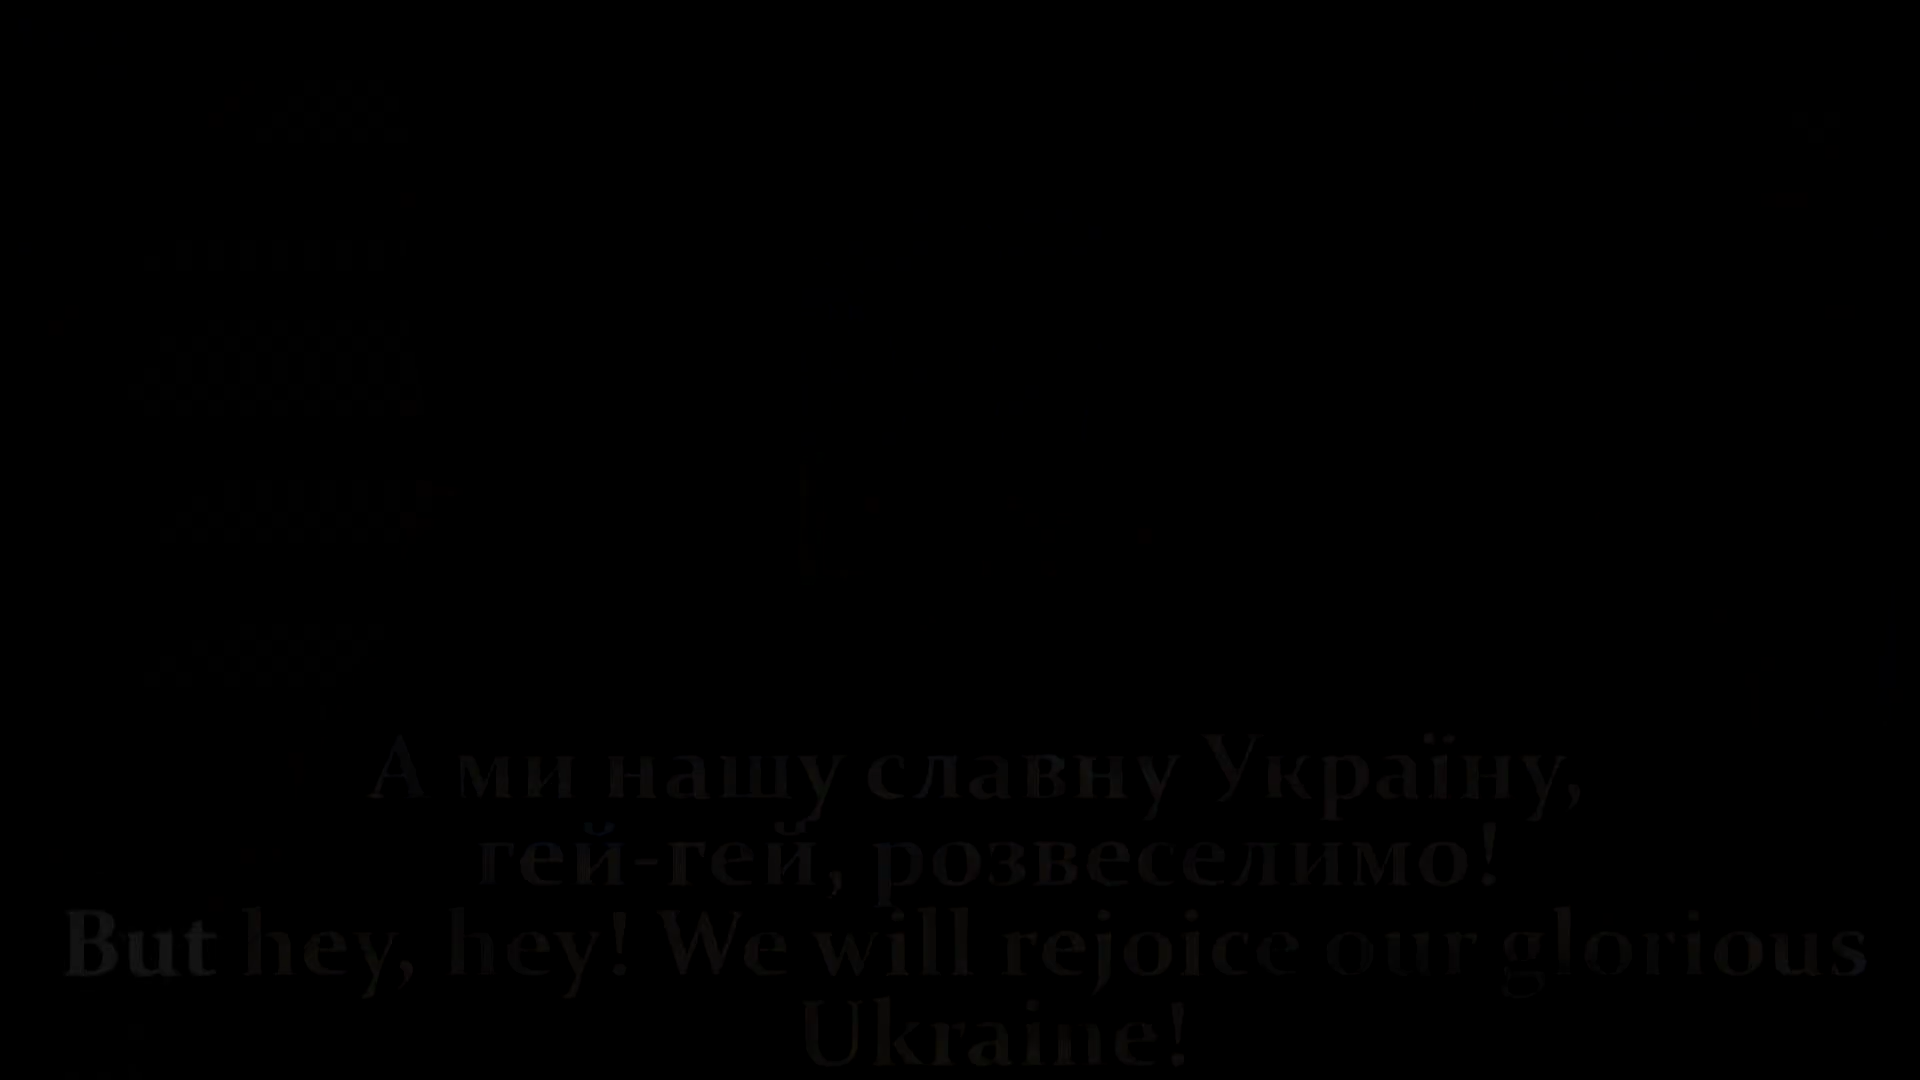 А ми нашу славну Україну,
гей-гей, розвеселимо!
But hey, hey! We will rejoice our glorious
Ukraine!